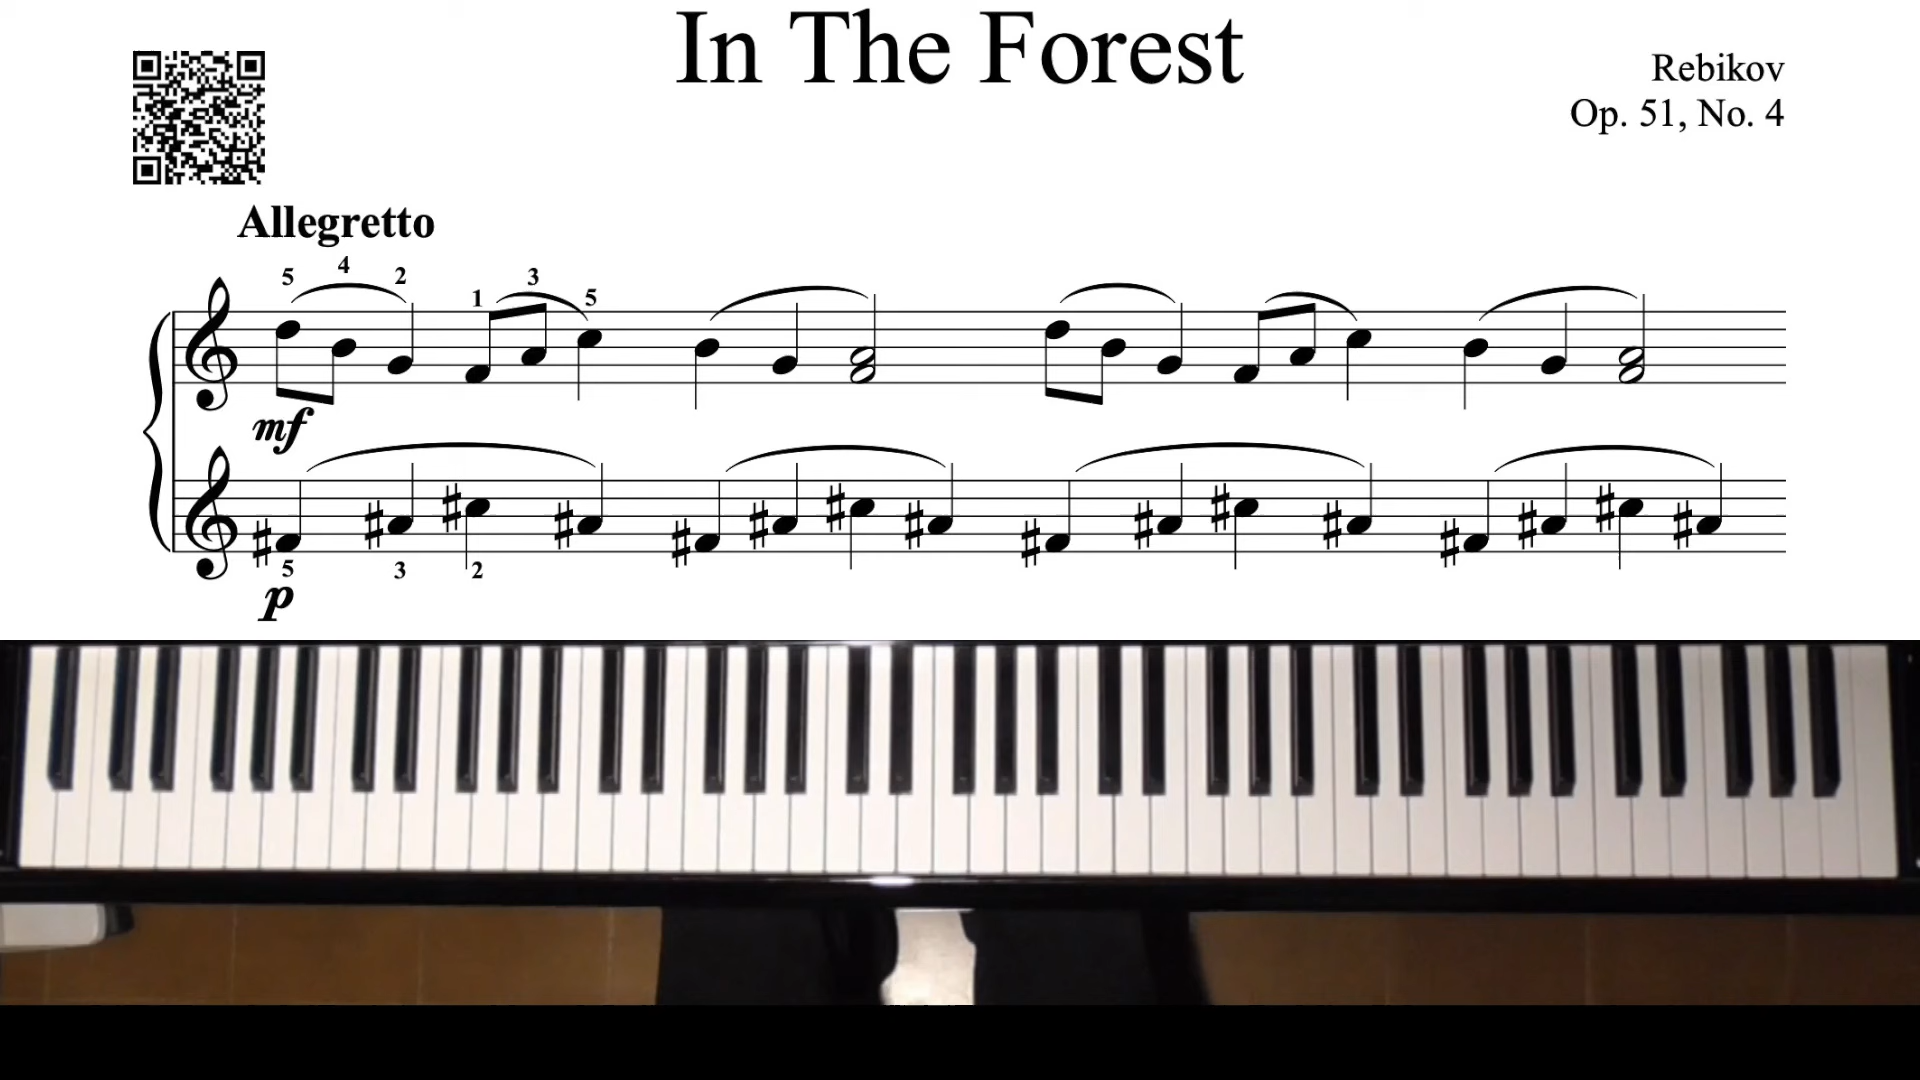 In The Forest
Rebikov
Op. 51, No. 4
Allegretto
5 4 2 1 3 5
mf
5 3 2
p